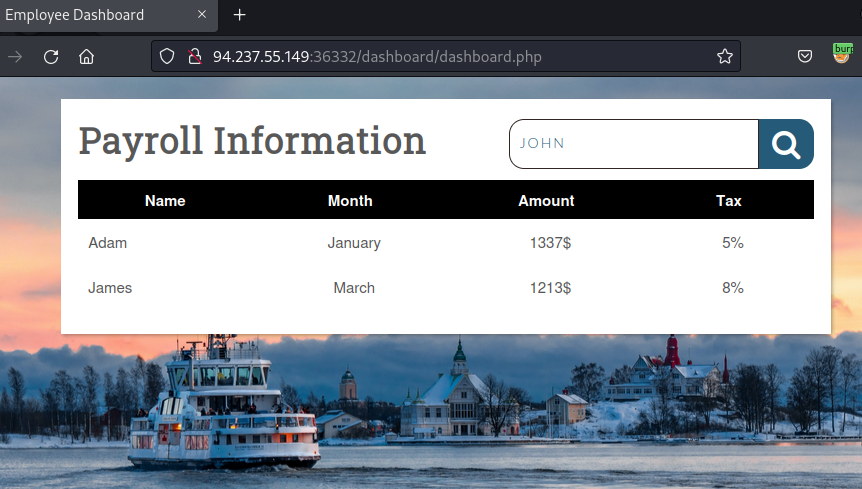 Employee Dashboard
94.237.55.149:36332/dashboard/dashboard.php
burp
Payroll Information
JOHN
Name Month Amount Tax
Adam January 1337$ 5%
James March 1213$ 8%